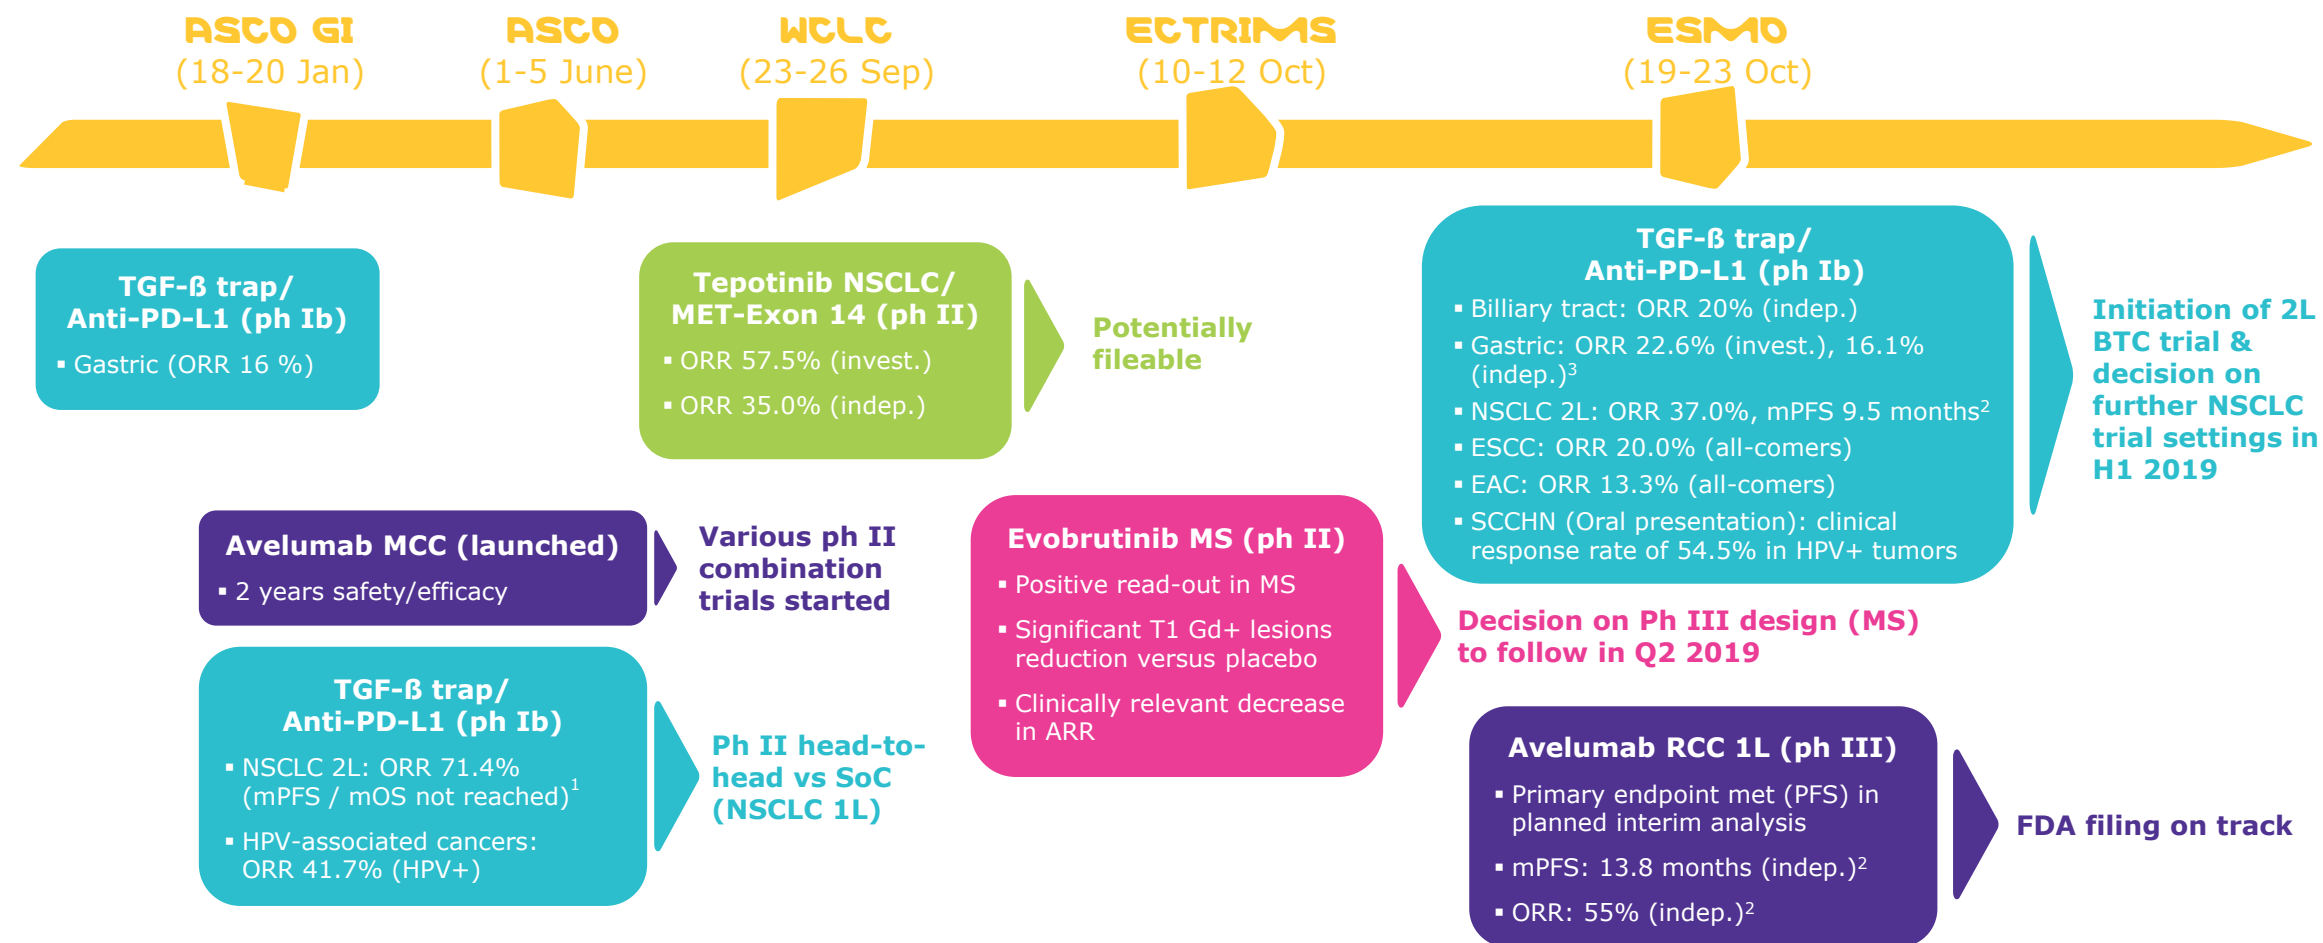 ASCO GI
(18-20 Jan)
ASCO
(1-5 June)
WCLC
(23-26 Sep)
ECTRIMS
(10-12 Oct)
ESMO
(19-23 Oct)
TGF-ß trap/
Anti-PD-L1 (ph Ib)
▪ Gastric (ORR 16 %)
Tepotinib NSCLC/
MET-Exon 14 (ph II)
▪ ORR 57.5% (invest.)
▪ ORR 35.0% (indep.)
Potentially
fileable
TGF-ß trap/
Anti-PD-L1 (ph Ib)
▪ Billiary tract: ORR 20% (indep.)
▪ Gastric: ORR 22.6% (invest.), 16.1%
(indep.)³
▪ NSCLC 2L: ORR 37.0%, mPFS 9.5 months²
▪ ESCC: ORR 20.0% (all-comers)
▪ EAC: ORR 13.3% (all-comers)
▪ SCCHN (Oral presentation): clinical
response rate of 54.5% in HPV+ tumors
Initiation of 2L
BTC trial &
decision on
further NSCLC
trial settings in
H1 2019
Avelumab MCC (launched)
▪ 2 years safety/efficacy
Various ph II
combination
trials started
Evobrutinib MS (ph II)
▪ Positive read-out in MS
▪ Significant T1 Gd+ lesions
reduction versus placebo
▪ Clinically relevant decrease
in ARR
Decision on Ph III design (MS)
to follow in Q2 2019
TGF-ß trap/
Anti-PD-L1 (ph Ib)
▪ NSCLC 2L: ORR 71.4%
(mPFS / mOS not reached)¹
▪ HPV-associated cancers:
ORR 41.7% (HPV+)
Ph II head-to-
head vs SoC
(NSCLC 1L)
Avelumab RCC 1L (ph III)
▪ Primary endpoint met (PFS) in
planned interim analysis
▪ mPFS: 13.8 months (indep.)²
▪ ORR: 55% (indep.)²
FDA filing on track